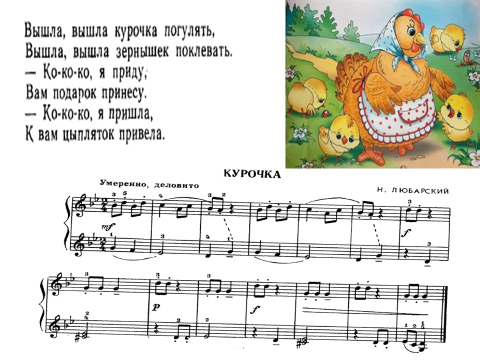 Вышла, вышла курочка погулять,
Вышла, вышла зернышек поклевать.
— Ко-ко-ко, я приду,
Вам подарок принесу.
— Ко-ко-ко, я пришла,
К вам цыпляток привела.
КУРОЧКА
Умеренно, деловито
Н. ЛЮБАРСКИЙ
mf
f
p
f